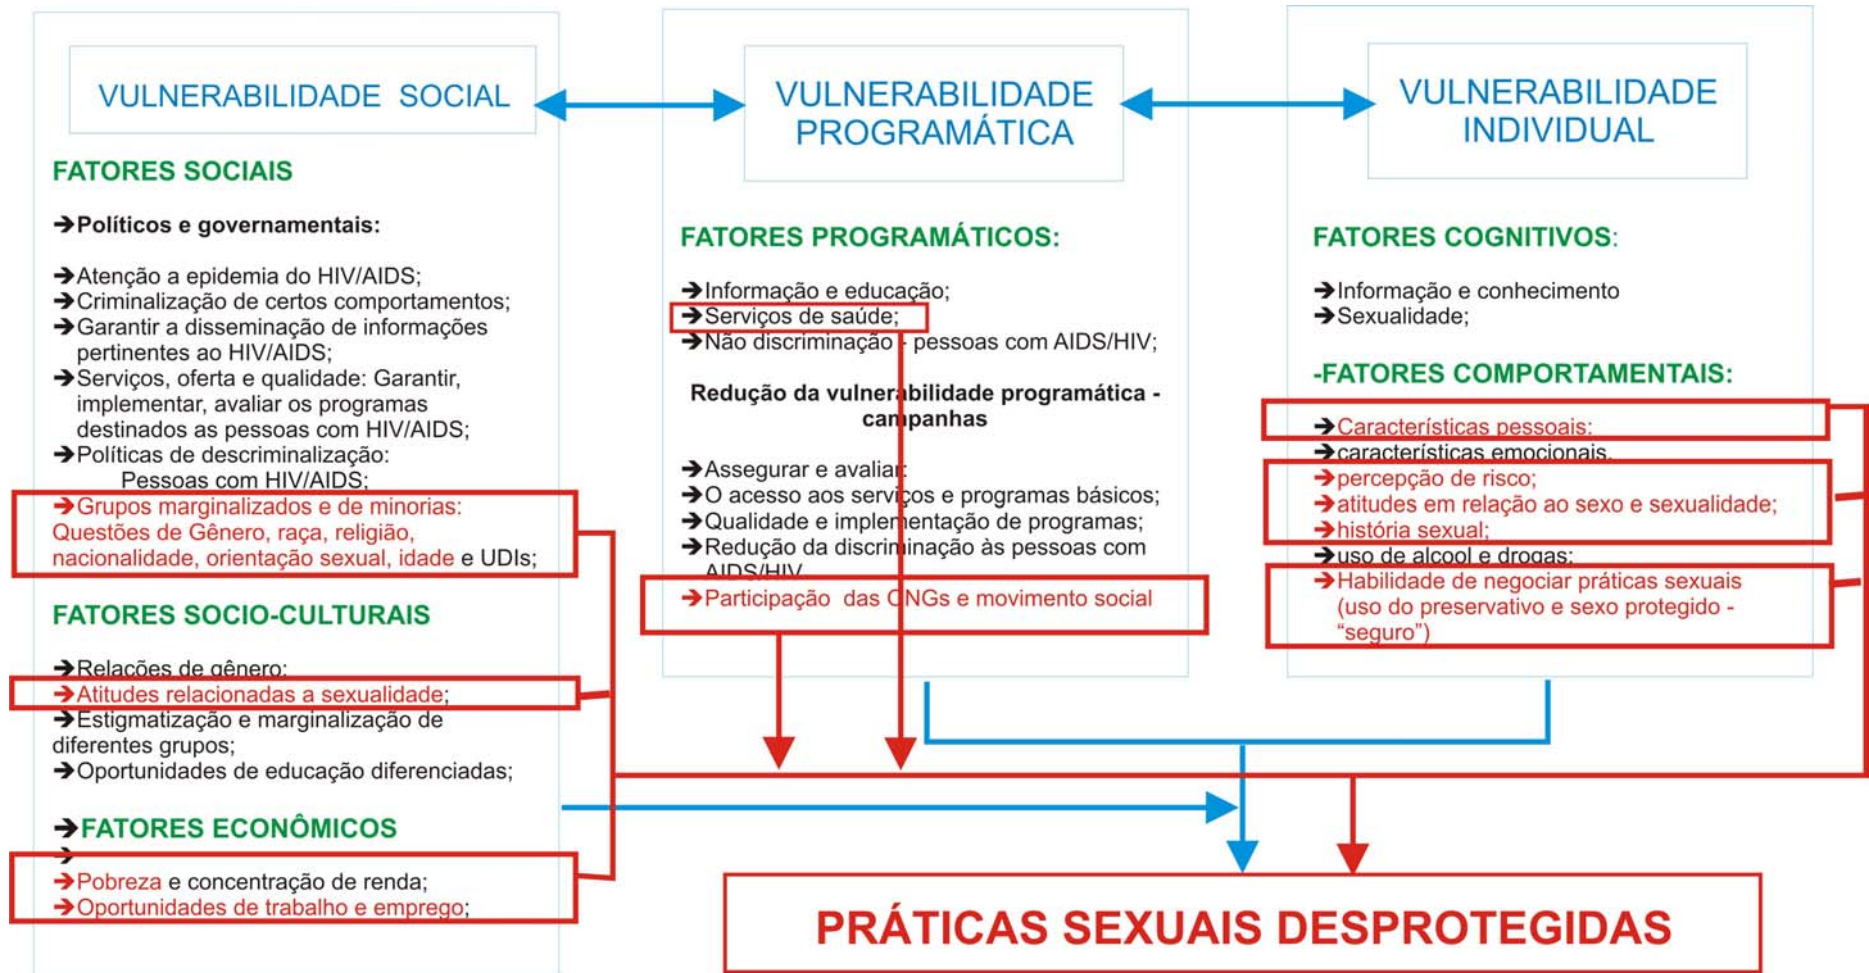 VULNERABILIDADE SOCIAL
FATORES SOCIAIS
➔Políticos e governamentais:
➔Atenção a epidemia do HIV/AIDS;
➔Criminalização de certos comportamentos;
➔Garantir a disseminação de informações
pertinentes ao HIV/AIDS;
➔Serviços, oferta e qualidade: Garantir,
implementar, avaliar os programas
destinados as pessoas com HIV/AIDS;
➔Políticas de descriminalização:
Pessoas com HIV/AIDS;
➔Grupos marginalizados e de minorias:
Questões de Gênero, raça, religião,
nacionalidade, orientação sexual, idade e UDIs;
FATORES SOCIO-CULTURAIS
➔Relações de gênero:
➔Atitudes relacionadas a sexualidade;
➔Estigmatização e marginalização de
diferentes grupos;
➔Oportunidades de educação diferenciadas;
➔FATORES ECONÔMICOS
➔
➔Pobreza e concentração de renda;
➔Oportunidades de trabalho e emprego;
VULNERABILIDADE
PROGRAMÁTICA
FATORES PROGRAMÁTICOS:
➔Informação e educação;
➔Serviços de saúde;
➔Não discriminação - pessoas com AIDS/HIV;
Redução da vulnerabilidade programática -
campanhas
➔Assegurar e avaliar:
➔O acesso aos serviços e programas básicos;
➔Qualidade e implementação de programas;
➔Redução da discriminação às pessoas com
AIDS/HIV
➔Participação das ONGs e movimento social
VULNERABILIDADE
INDIVIDUAL
FATORES COGNITIVOS:
➔Informação e conhecimento
➔Sexualidade;
-FATORES COMPORTAMENTAIS:
➔Características pessoais:
➔características emocionais,
➔percepção de risco;
➔atitudes em relação ao sexo e sexualidade;
➔história sexual;
➔uso de alcool e drogas;
➔Habilidade de negociar práticas sexuais
(uso do preservativo e sexo protegido -
“seguro”)
PRÁTICAS SEXUAIS DESPROTEGIDAS